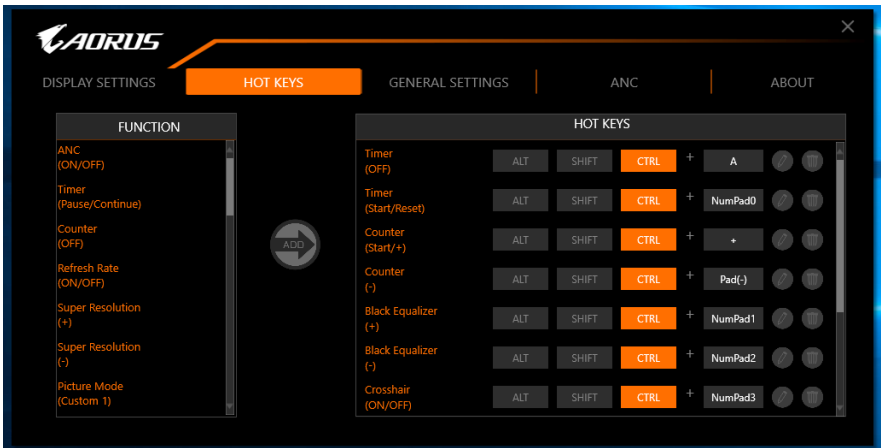 AORUS
DISPLAY SETTINGS
HOT KEYS
GENERAL SETTINGS
ANC
ABOUT
FUNCTION
ANC
(ON/OFF)
Timer
(Pause/Continue)
Counter
(OFF)
Refresh Rate
(ON/OFF)
Super Resolution
(+)
Super Resolution
(-)
Picture Mode
(Custom 1)
ADD
HOT KEYS
Timer
(OFF)
ALT SHIFT CTRL + A
Timer
(Start/Reset)
ALT SHIFT CTRL + NumPad0
Counter
(Start/+)
ALT SHIFT CTRL + +
Counter
(-)
ALT SHIFT CTRL + Pad(-)
Black Equalizer
(+)
ALT SHIFT CTRL + NumPad1
Black Equalizer
(-)
ALT SHIFT CTRL + NumPad2
Crosshair
(ON/OFF)
ALT SHIFT CTRL + NumPad3